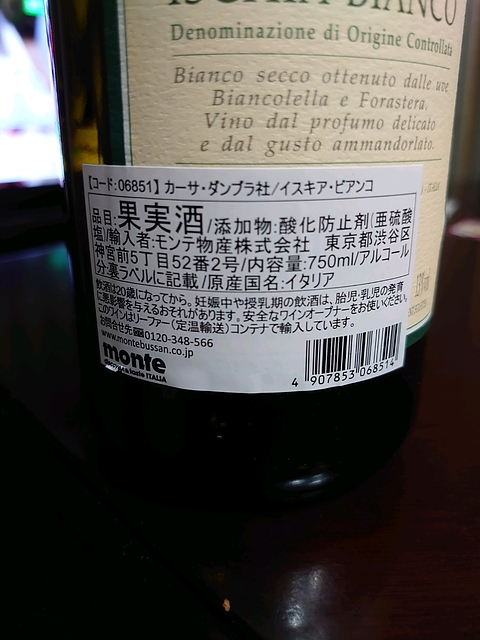 ISCHIA BIANCO
Denominazione di Origine Controllata
Bianco secco ottenuto dalle uve
Biancolella e Forastera.
Vino dal profumo delicato
e dal gusto ammandorlato.
【コード:06851】カーサ・ダンブラ社/イスキア・ビアンコ
品目:果実酒/添加物:酸化防止剤(亜硫酸
塩)/輸入者:モンテ物産株式会社 東京都渋谷区
神宮前5丁目52番2号/内容量:750ml/アルコール
分:裏ラベルに記載/原産国名:イタリア
飲酒は20歳になってから。妊娠中や授乳期の飲酒は、胎児・乳児の発育
に悪影響を与えるおそれがあります。安全なワインオープナーをお使いください。
このワインはリーファー(定温輸送)コンテナで輸入しています。
お問合せ先 0120-348-566
www.montebussan.co.jp
monte
ITALIA
4 907853 068514